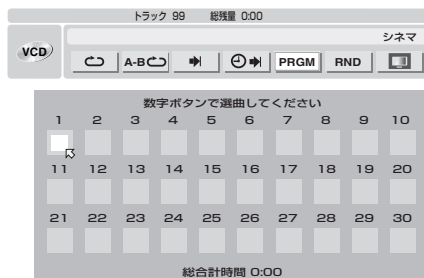 トラック 99 総残量 0:00
シネマ
VCD
A-B PRGM RND
数字ボタンで選曲してください
1 2 3 4 5 6 7 8 9 10
11 12 13 14 15 16 17 18 19 20
21 22 23 24 25 26 27 28 29 30
総合計時間 0:00